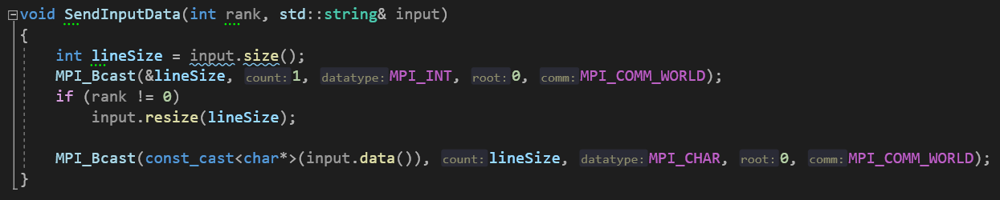 void SendInputData(int rank, std::string& input)
{
    int lineSize = input.size();
    MPI_Bcast(&lineSize, count: 1, datatype: MPI_INT, root: 0, comm: MPI_COMM_WORLD);
    if (rank != 0)
        input.resize(lineSize);

    MPI_Bcast(const_cast<char*>(input.data()), count: lineSize, datatype: MPI_CHAR, root: 0, comm: MPI_COMM_WORLD);
}